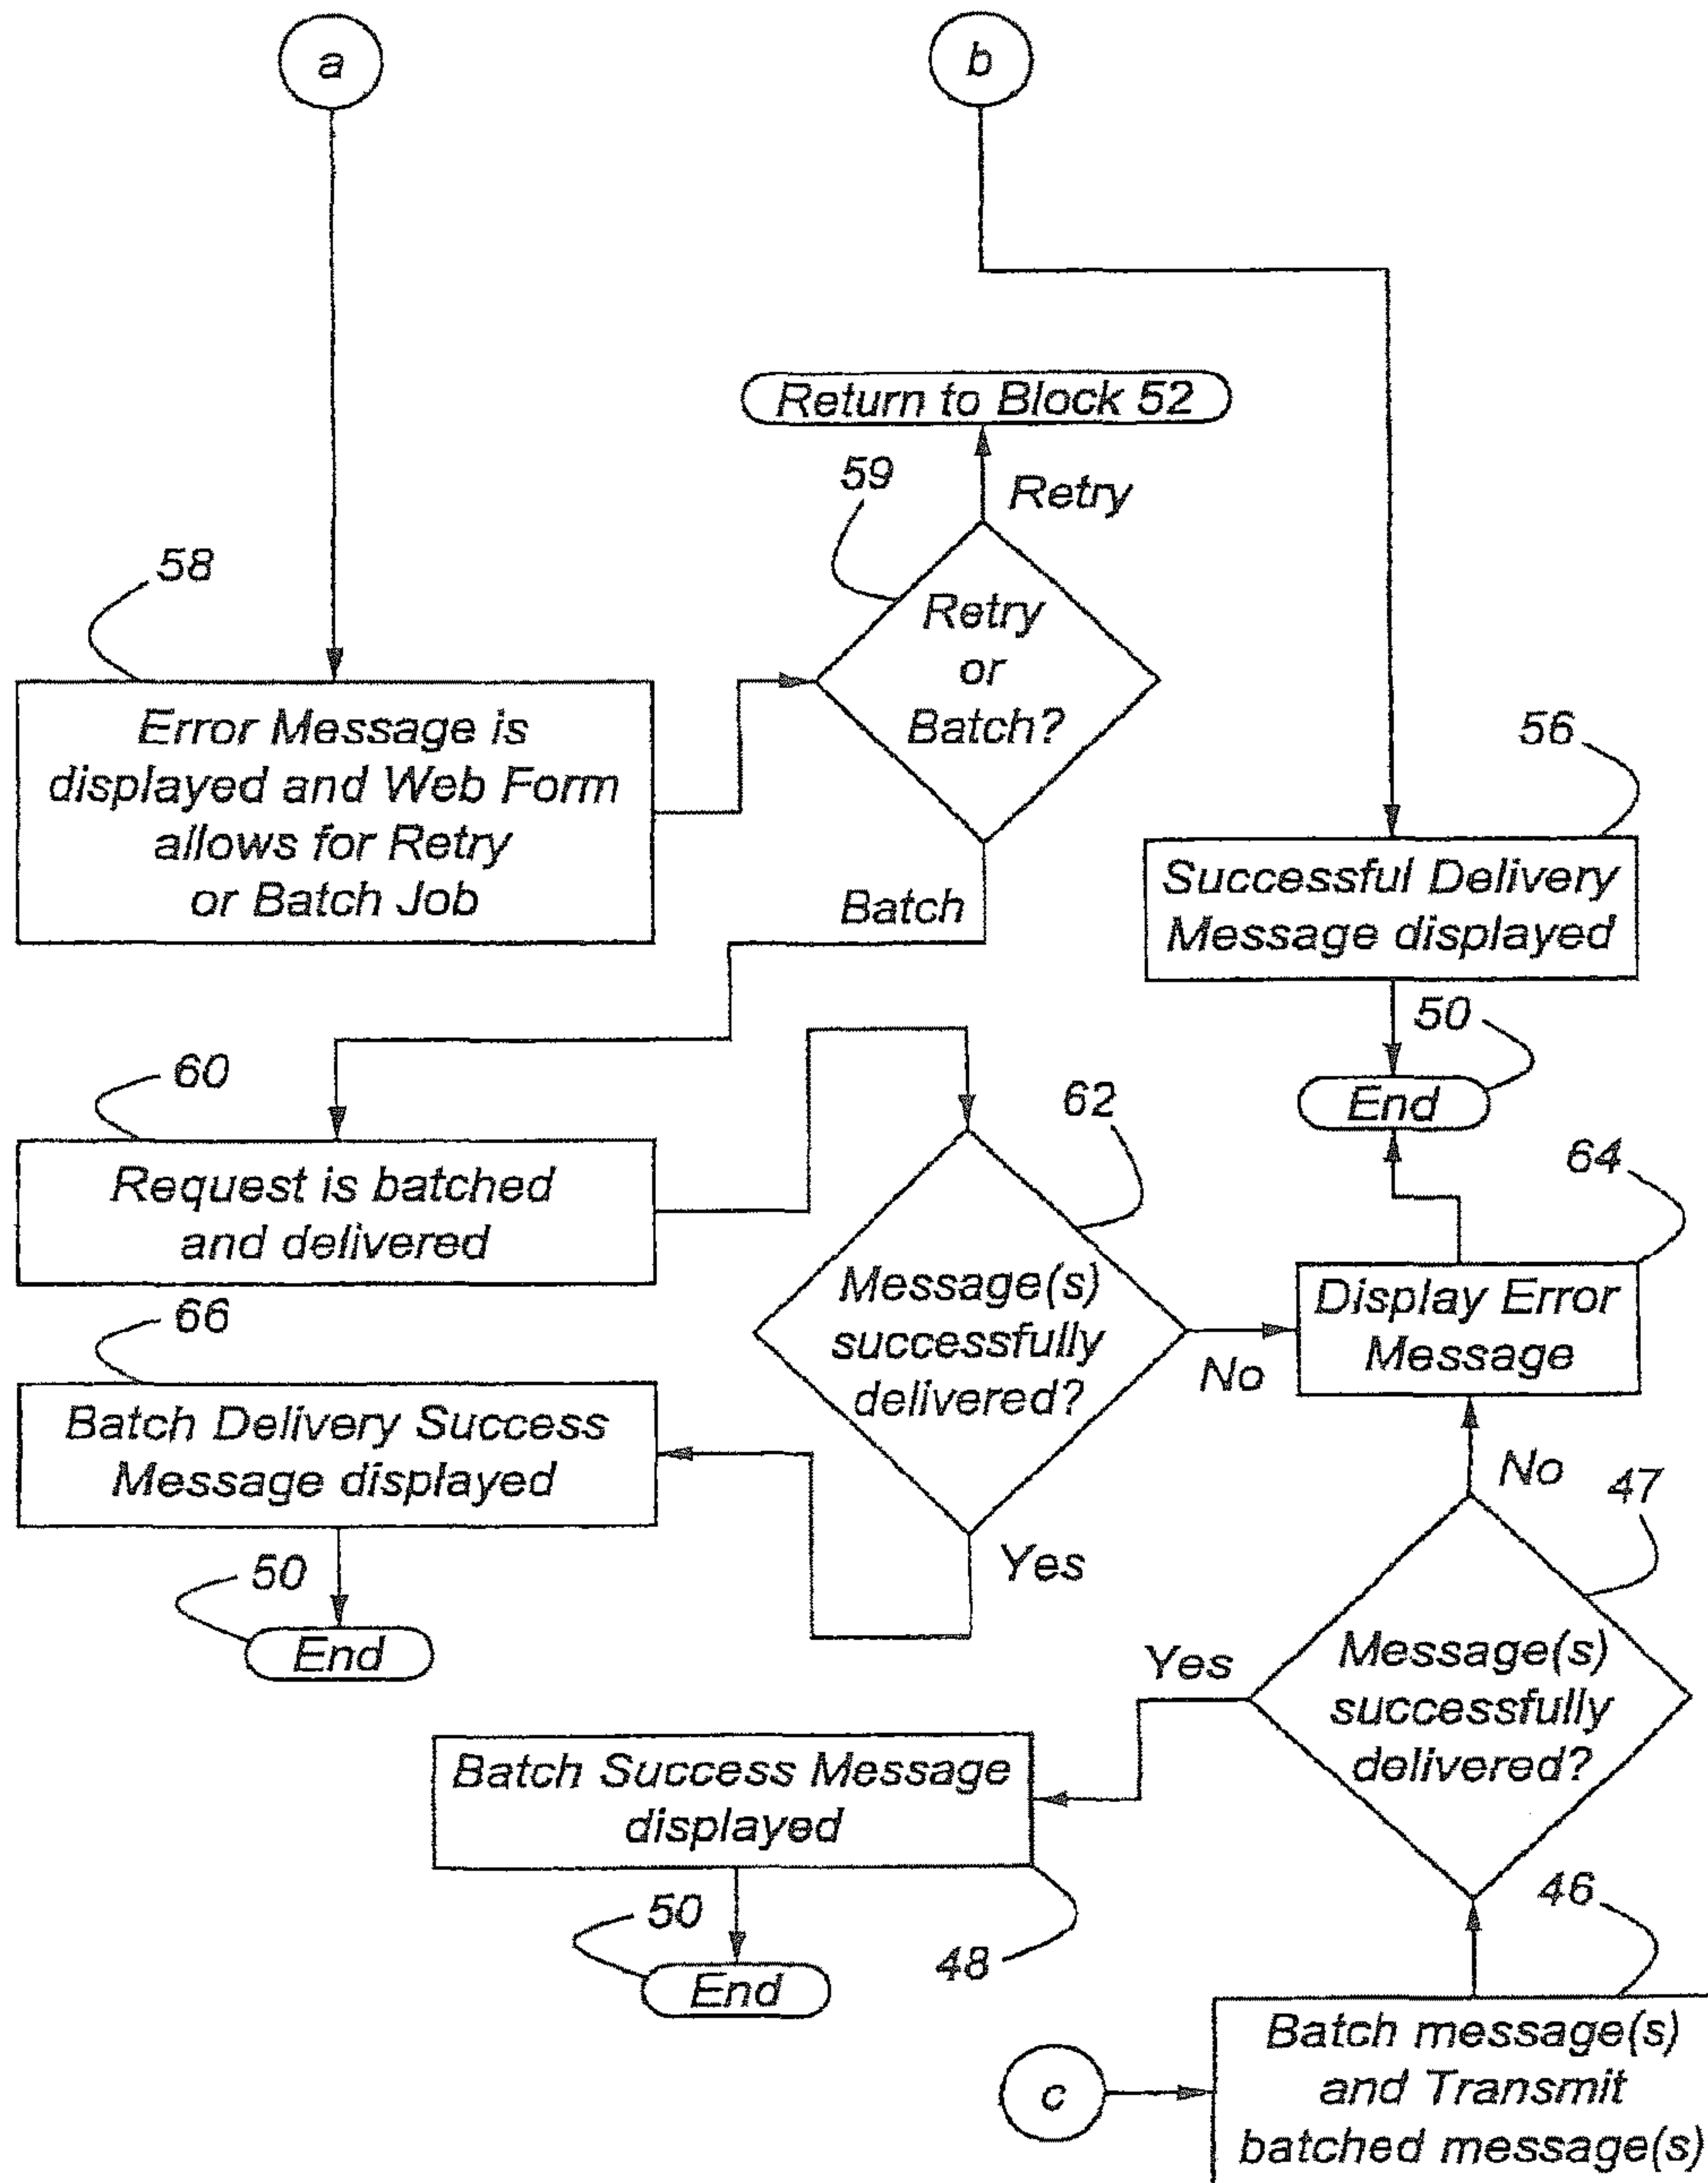 a
b
Return to Block 52
59
Retry
58
Retry
or
Batch?
Error Message is
displayed and Web Form
allows for Retry
or Batch Job
56
Successful Delivery
Message displayed
Batch
50
End
60
Request is batched
and delivered
62
Message(s)
successfully
delivered?
64
Display Error
Message
No
66
Batch Delivery Success
Message displayed
Yes
50
End
No
47
Message(s)
successfully
delivered?
Yes
Batch Success Message
displayed
48
50
End
46
c
Batch message(s)
and Transmit
batched message(s)